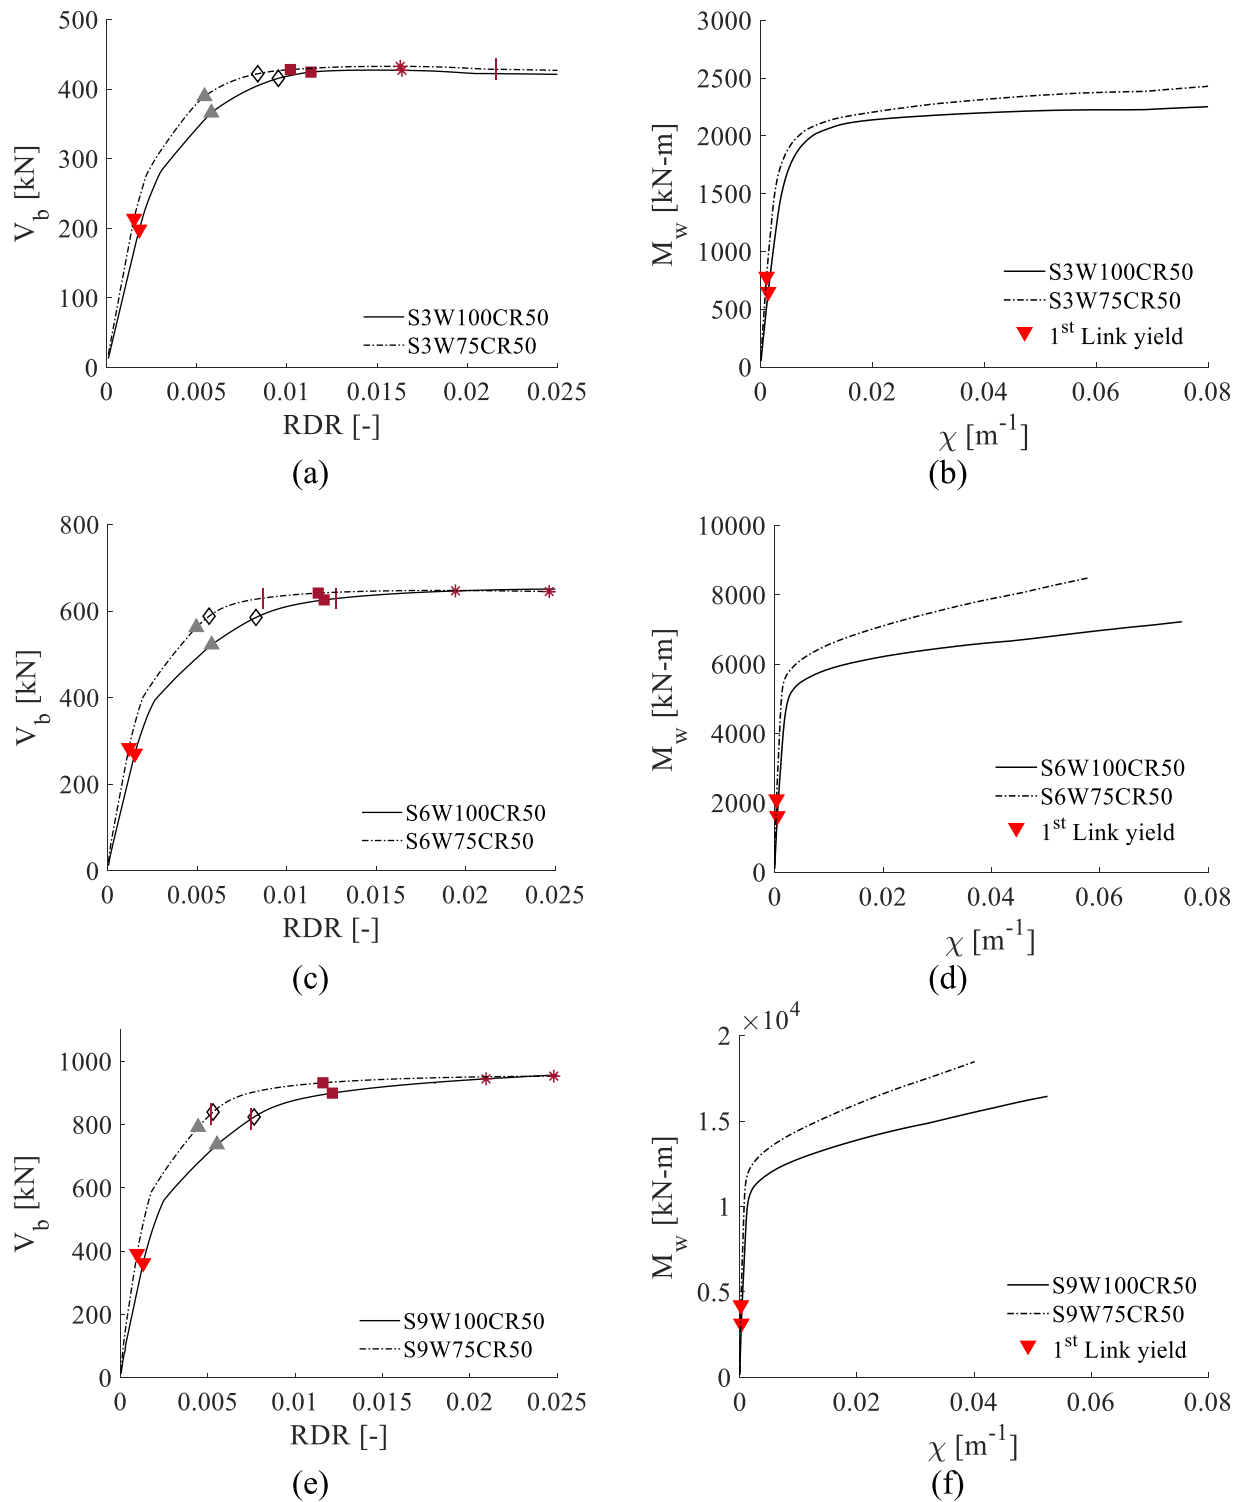 500
400
300
200
100
0
V_b [kN]
S3W100CR50
S3W75CR50
0 0.005 0.01 0.015 0.02 0.025
RDR [-]
(a)
3000
2500
2000
1500
1000
500
0
M_w [kN-m]
S3W100CR50
S3W75CR50
1^st Link yield
0 0.02 0.04 0.06 0.08
χ [m^-1]
(b)
800
600
400
200
0
V_b [kN]
S6W100CR50
S6W75CR50
0 0.005 0.01 0.015 0.02 0.025
RDR [-]
(c)
10000
8000
6000
4000
2000
0
M_w [kN-m]
S6W100CR50
S6W75CR50
1^st Link yield
0 0.02 0.04 0.06 0.08
χ [m^-1]
(d)
1000
800
600
400
200
0
V_b [kN]
S9W100CR50
S9W75CR50
0 0.005 0.01 0.015 0.02 0.025
RDR [-]
(e)
×10^4
2
1.5
1
0.5
0
M_w [kN-m]
S9W100CR50
S9W75CR50
1^st Link yield
0 0.02 0.04 0.06 0.08
χ [m^-1]
(f)